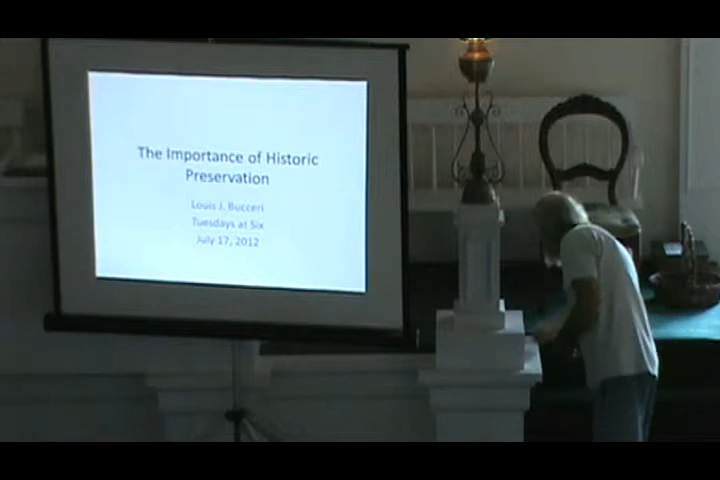 The Importance of Historic
Preservation
Louis J. Bucceri
Tuesdays at Six
July 17, 2012